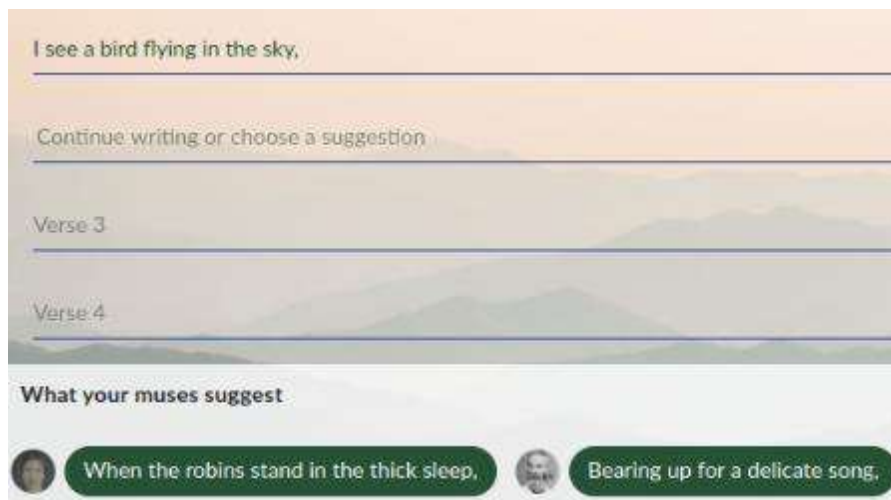 I see a bird flying in the sky,
Continue writing or choose a suggestion
Verse 3
Verse 4
What your muses suggest
When the robins stand in the thick sleep,
Bearing up for a delicate song,